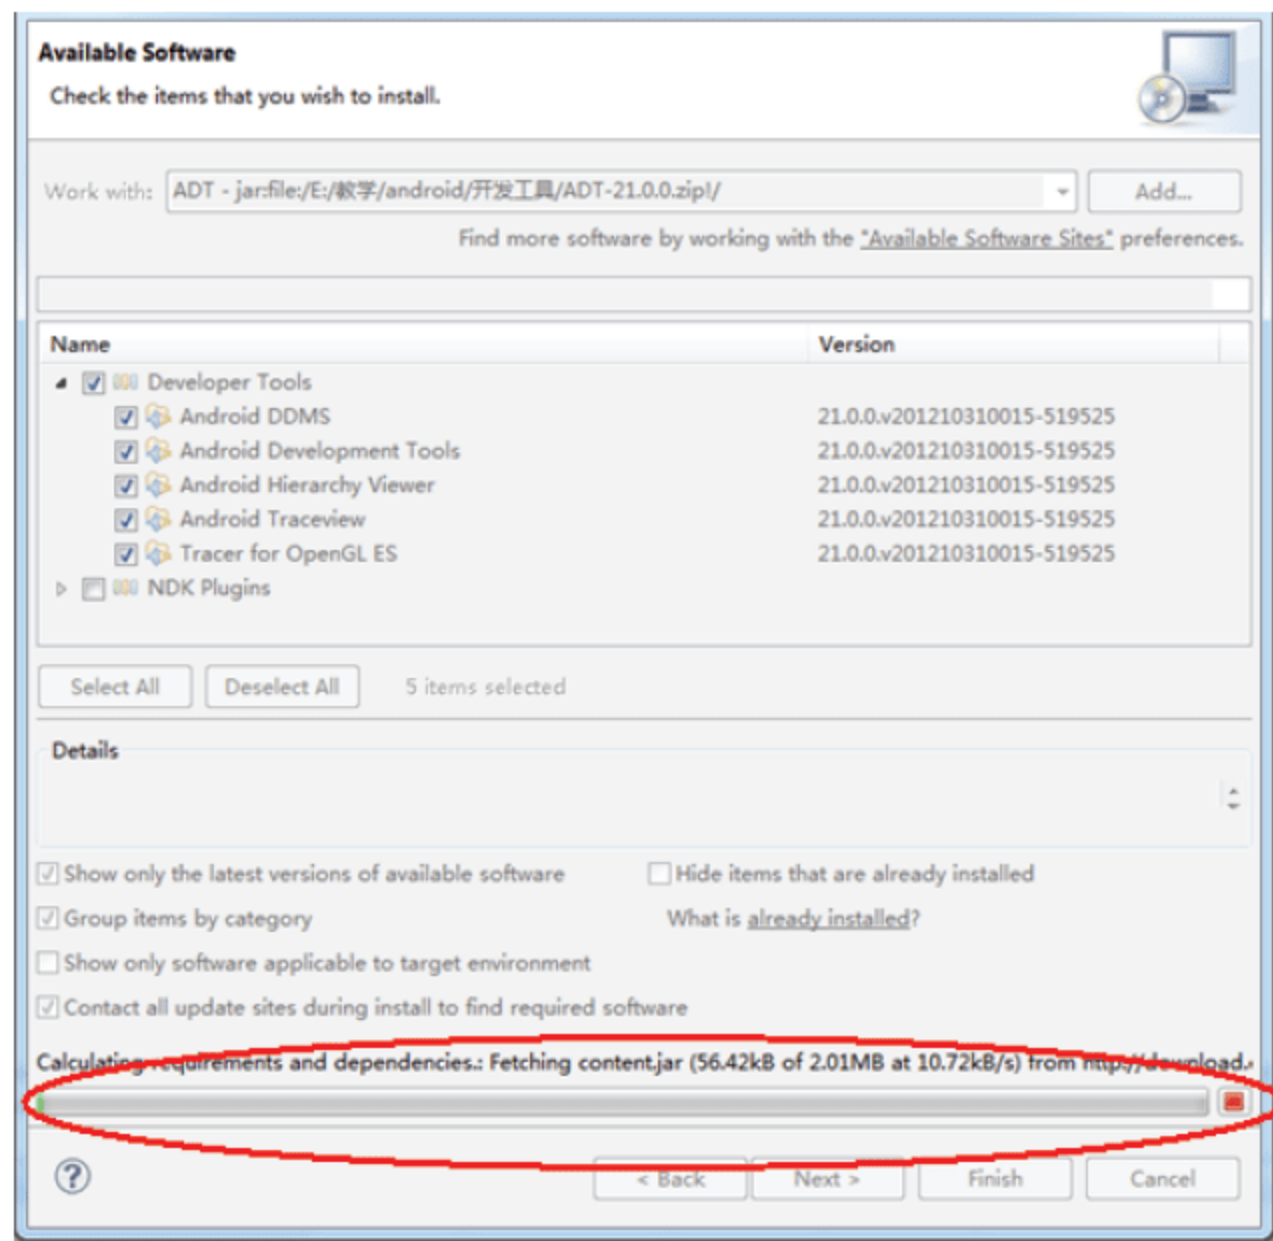 Available Software
Check the items that you wish to install.
Work with: ADT - jar:file:/E:/教学/android/开发工具/ADT-21.0.0.zip!/ Add...
Find more software by working with the "Available Software Sites" preferences.
Name Version
Developer Tools
Android DDMS 21.0.0.v201210310015-519525
Android Development Tools 21.0.0.v201210310015-519525
Android Hierarchy Viewer 21.0.0.v201210310015-519525
Android Traceview 21.0.0.v201210310015-519525
Tracer for OpenGL ES 21.0.0.v201210310015-519525
NDK Plugins
Select All Deselect All 5 items selected
Details
Show only the latest versions of available software Hide items that are already installed
Group items by category What is already installed?
Show only software applicable to target environment
Contact all update sites during install to find required software
Calculating requirements and dependencies.: Fetching content.jar (56.42kB of 2.01MB at 10.72kB/s) from http://download.
? < Back Next > Finish Cancel